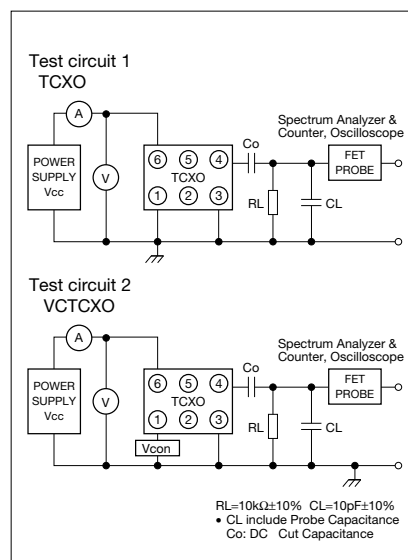 Test circuit 1
TCXO
A
POWER
SUPPLY
Vcc
V
6 5 4
TCXO
1 2 3
Co
RL
CL
Spectrum Analyzer &
Counter, Oscilloscope
FET
PROBE
Test circuit 2
VCTCXO
A
POWER
SUPPLY
Vcc
V
6 5 4
TCXO
1 2 3
Vcon
Co
RL
CL
Spectrum Analyzer &
Counter, Oscilloscope
FET
PROBE
RL=10kΩ±10% CL=10pF±10%
• CL include Probe Capacitance
Co: DC Cut Capacitance